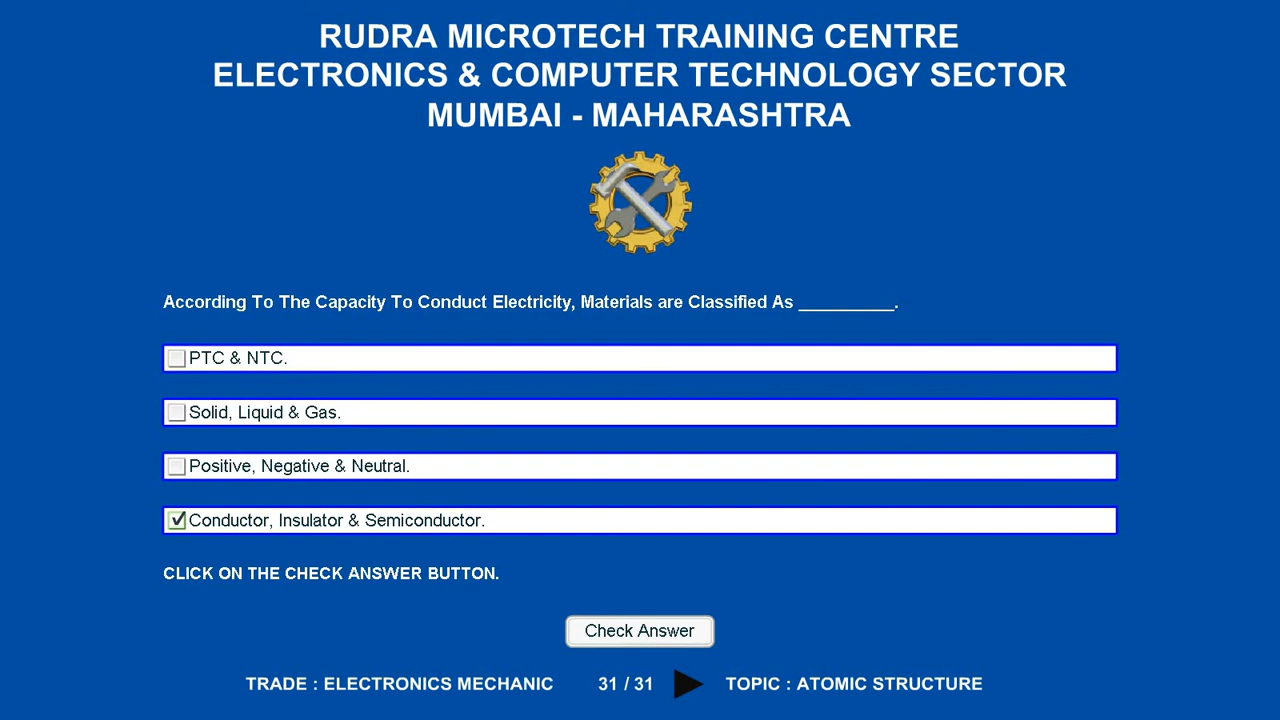 RUDRA MICROTECH TRAINING CENTRE
ELECTRONICS & COMPUTER TECHNOLOGY SECTOR
MUMBAI - MAHARASHTRA
According To The Capacity To Conduct Electricity, Materials are Classified As __________.
PTC & NTC.
Solid, Liquid & Gas.
Positive, Negative & Neutral.
Conductor, Insulator & Semiconductor.
CLICK ON THE CHECK ANSWER BUTTON.
Check Answer
TRADE : ELECTRONICS MECHANIC 31 / 31 TOPIC : ATOMIC STRUCTURE